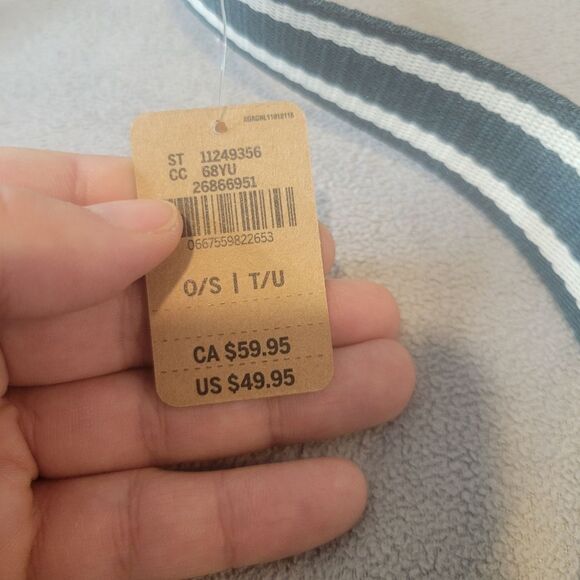 ST 11249356
CC 68YU
26866951
0667559822653
O/S | T/U
CA $59.95
US $49.95